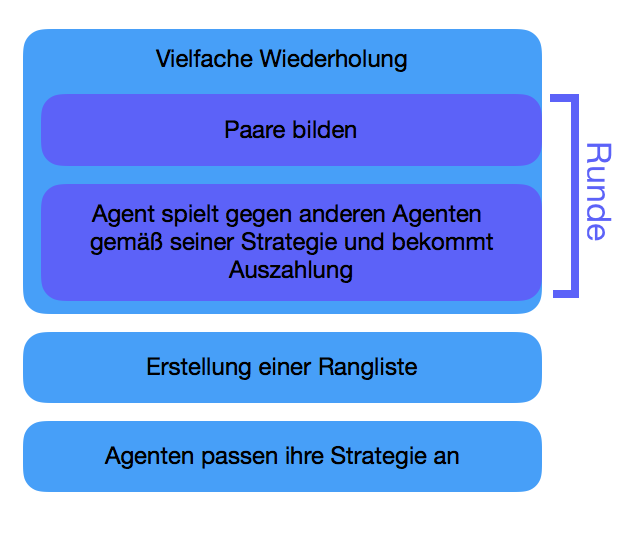 Vielfache Wiederholung
Paare bilden
Agent spielt gegen anderen Agenten
gemäß seiner Strategie und bekommt
Auszahlung
Runde
Erstellung einer Rangliste
Agenten passen ihre Strategie an